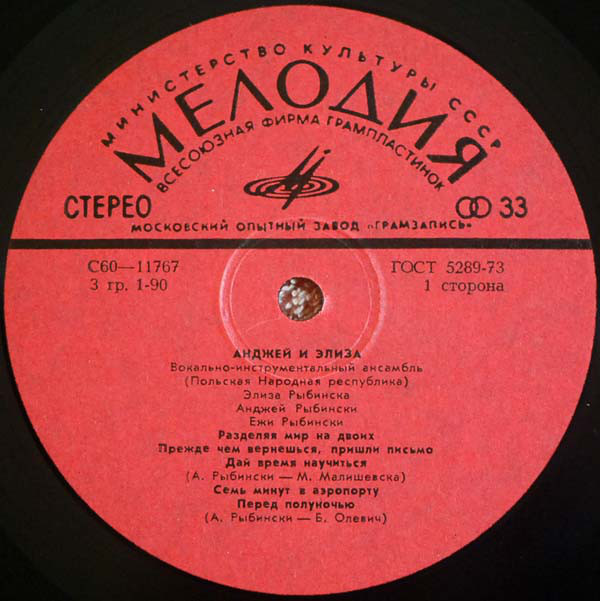 МИНИСТЕРСТВО КУЛЬТУРЫ СССР
МЕЛОДИЯ
ВСЕСОЮЗНАЯ ФИРМА ГРАМПЛАСТИНОК
СТЕРЕО
33
МОСКОВСКИЙ ОПЫТНЫЙ ЗАВОД «ГРАМЗАПИСЬ»
С60—11767
ГОСТ 5289-73
3 гр. 1-90
1 сторона
АНДЖЕЙ И ЭЛИЗА
Вокально-инструментальный ансамбль
(Польская Народная республика)
Элиза Рыбинска
Анджей Рыбински
Ежи Рыбински
Разделяя мир на двоих
Прежде чем вернешься, пришли письмо
Дай время научиться
(А. Рыбински — М. Малишевска)
Семь минут в аэропорту
Перед полуночью
(А. Рыбински — Б. Олевич)